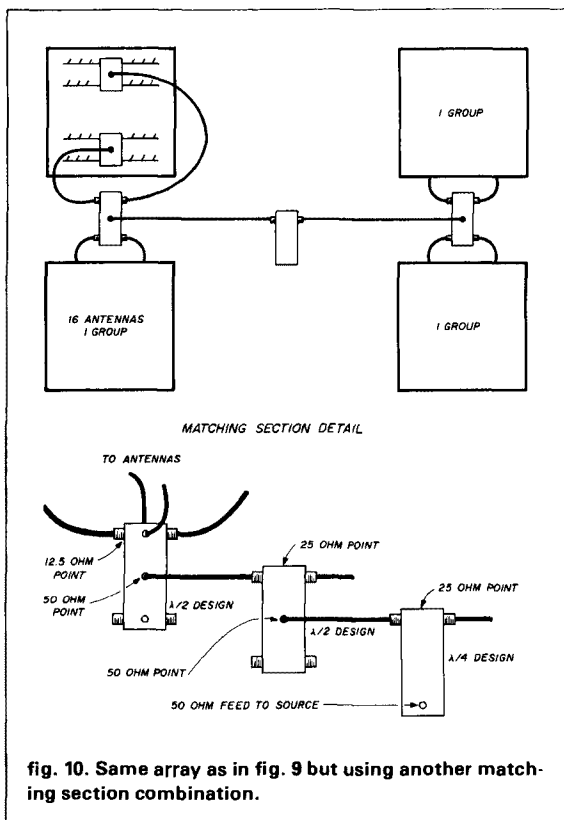 1 GROUP
16 ANTENNAS
1 GROUP
1 GROUP
MATCHING SECTION DETAIL
TO ANTENNAS
12.5 OHM
POINT
50 OHM
POINT
λ/2 DESIGN
25 OHM POINT
50 OHM POINT
λ/2 DESIGN
25 OHM POINT
λ/4 DESIGN
50 OHM FEED TO SOURCE
fig. 10. Same array as in fig. 9 but using another match-
ing section combination.